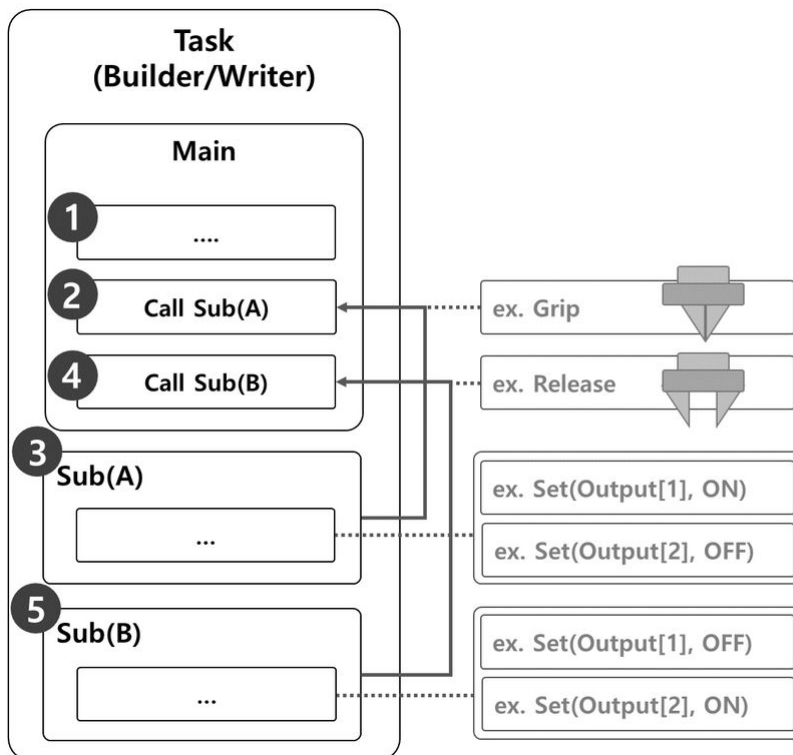 Task
(Builder/Writer)
Main
1
....
2
Call Sub(A)
ex. Grip
4
Call Sub(B)
ex. Release
3
Sub(A)
...
ex. Set(Output[1], ON)
ex. Set(Output[2], OFF)
5
Sub(B)
...
ex. Set(Output[1], OFF)
ex. Set(Output[2], ON)